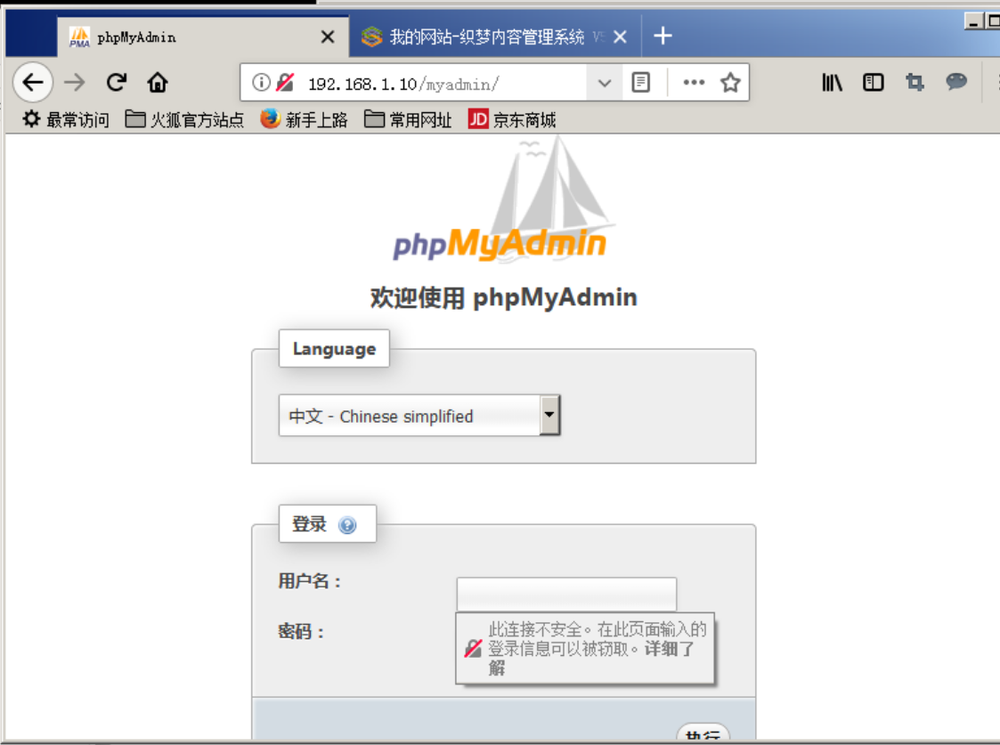 phpMyAdmin
我的网站-织梦内容管理系统
192.168.1.10/myadmin/
最常访问 火狐官方站点 新手上路 常用网址 JD 京东商城
phpMyAdmin
欢迎使用 phpMyAdmin
Language
中文 - Chinese simplified
登录
用户名：
密码：
此连接不安全。在此页面输入的
登录信息可以被窃取。详细了
解
执行